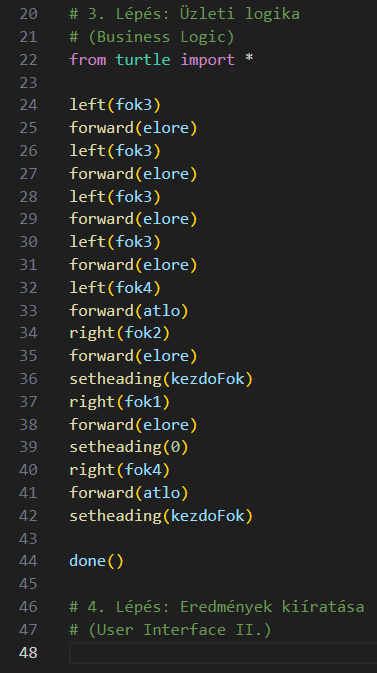 20 # 3. Lépés: Üzleti logika
21 # (Business Logic)
22 from turtle import *
23
24 left(fok3)
25 forward(elore)
26 left(fok3)
27 forward(elore)
28 left(fok3)
29 forward(elore)
30 left(fok3)
31 forward(elore)
32 left(fok4)
33 forward(atlo)
34 right(fok2)
35 forward(elore)
36 setheading(kezdoFok)
37 right(fok1)
38 forward(elore)
39 setheading(0)
40 right(fok4)
41 forward(atlo)
42 setheading(kezdoFok)
43
44 done()
45
46 # 4. Lépés: Eredmények kiíratása
47 # (User Interface II.)
48